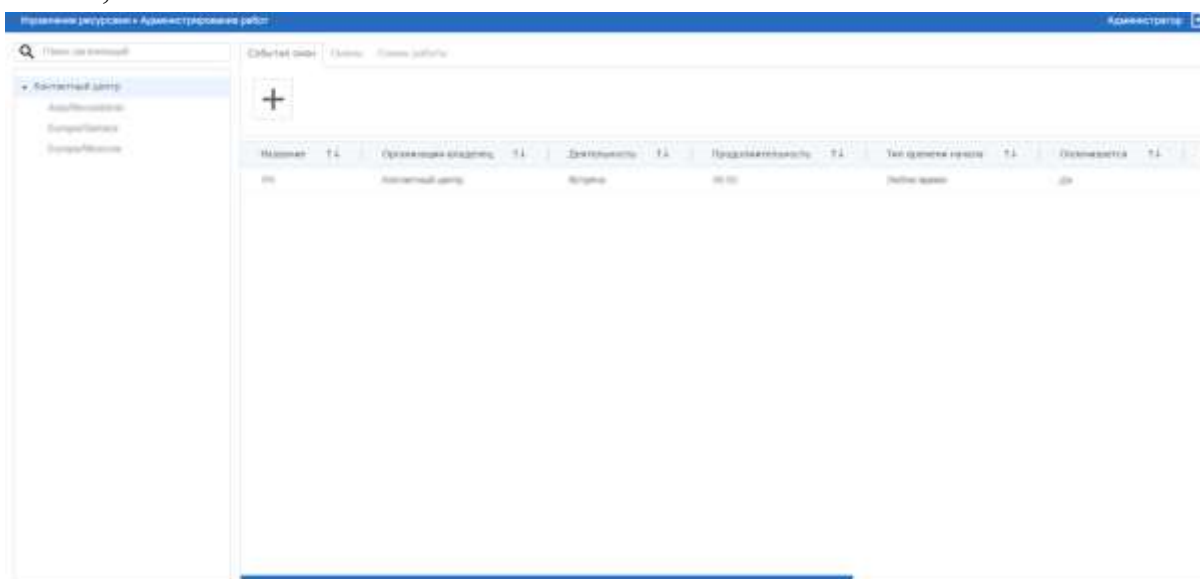 Управление ресурсами » Администрирование работ
Администратор
Поиск организаций
События смен Смены Схемы работы
Контактный центр
Asia/Novosibirsk
Europe/Samara
Europe/Moscow
Название Организация владелец Деятельность Продолжительность Тип времени начала Оплачивается
Контактный центр Встреча Любое время Да